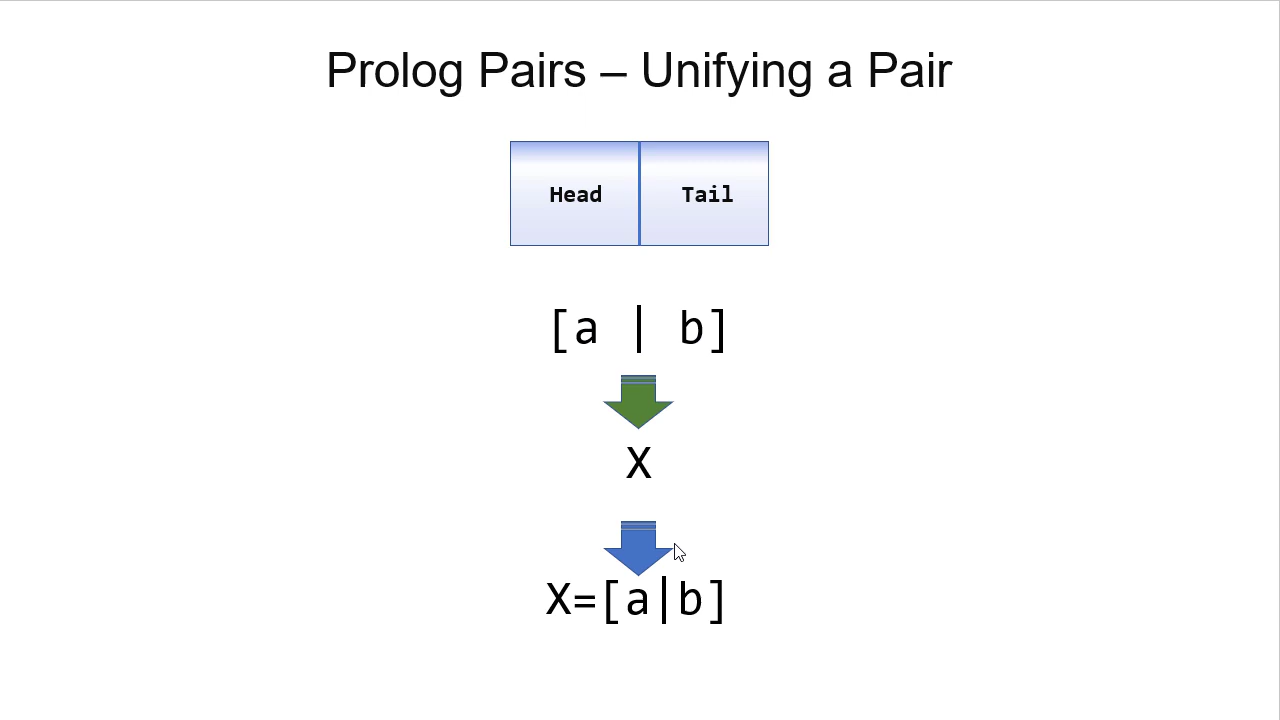 Prolog Pairs – Unifying a Pair
Head Tail
[a | b]
X
X=[a|b]